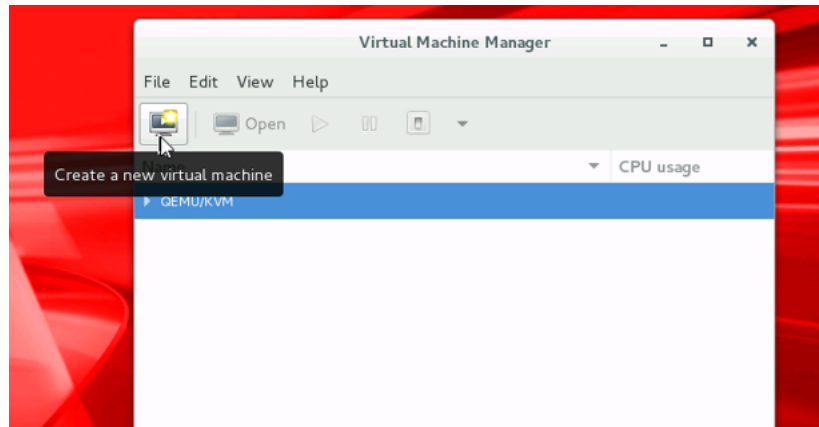 Virtual Machine Manager
File Edit View Help
Open
Create a new virtual machine
CPU usage
QEMU/KVM